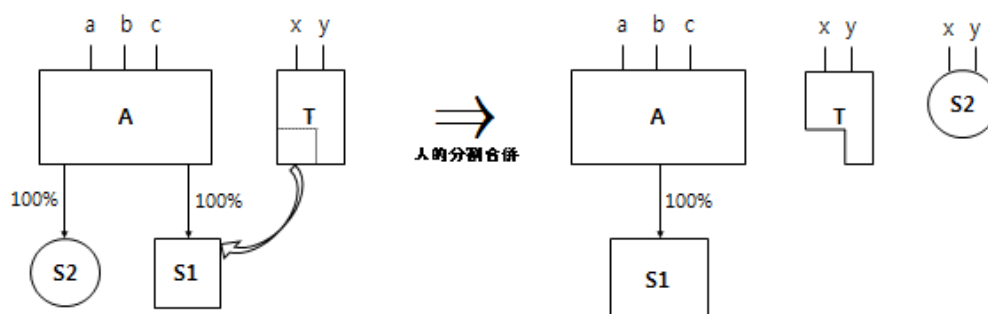 a b c x y a b c x y x y
S2
A T A T
人的分割合併
100% 100% 100%
S2 S1 S1